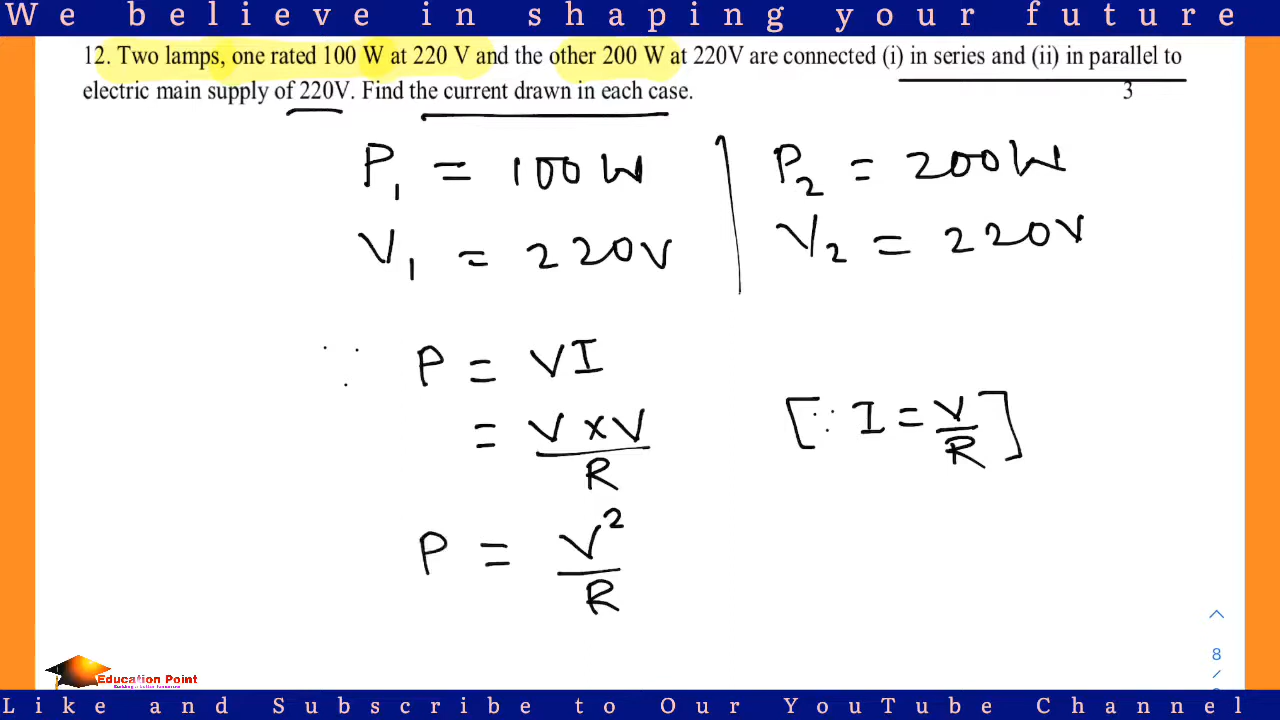 We believe in shaping your future
12. Two lamps, one rated 100 W at 220 V and the other 200 W at 220V are connected (i) in series and (ii) in parallel to
electric main supply of 220V. Find the current drawn in each case. 3
P₁ = 100W P₂ = 200W
V₁ = 220V V₂ = 220V
∵ P = VI
= V×V/R [∵ I = V/R]
P = V²/R
8
Education Point
Like and Subscribe to Our YouTube Channel